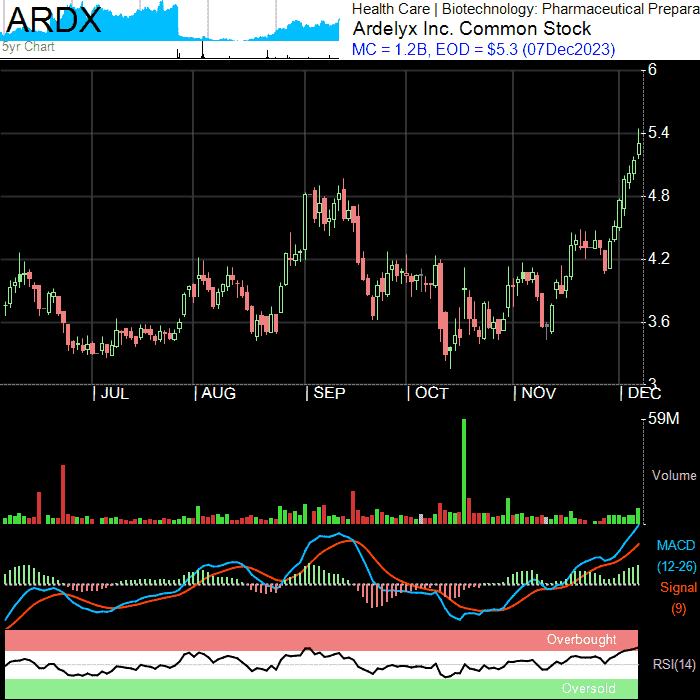 ARDX
5yr Chart
Health Care | Biotechnology: Pharmaceutical Prepara
Ardelyx Inc. Common Stock
MC = 1.2B, EOD = $5.3 (07Dec2023)
6
5.4
4.8
4.2
3.6
3
| JUL | AUG | SEP | OCT | NOV | DEC
59M
Volume
MACD
(12-26)
Signal
(9)
Overbought
RSI(14)
Oversold